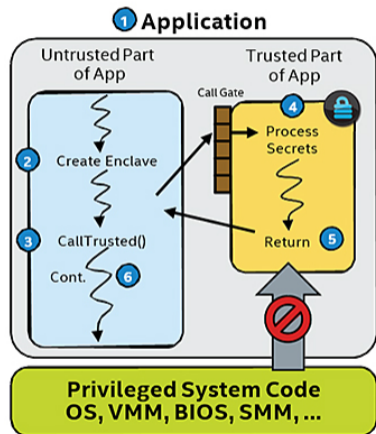 1 Application
Untrusted Part
of App
Trusted Part
of App
Call Gate
2 Create Enclave
3 CallTrusted()
Cont. 6
4
Process
Secrets
Return 5
Privileged System Code
OS, VMM, BIOS, SMM, ...